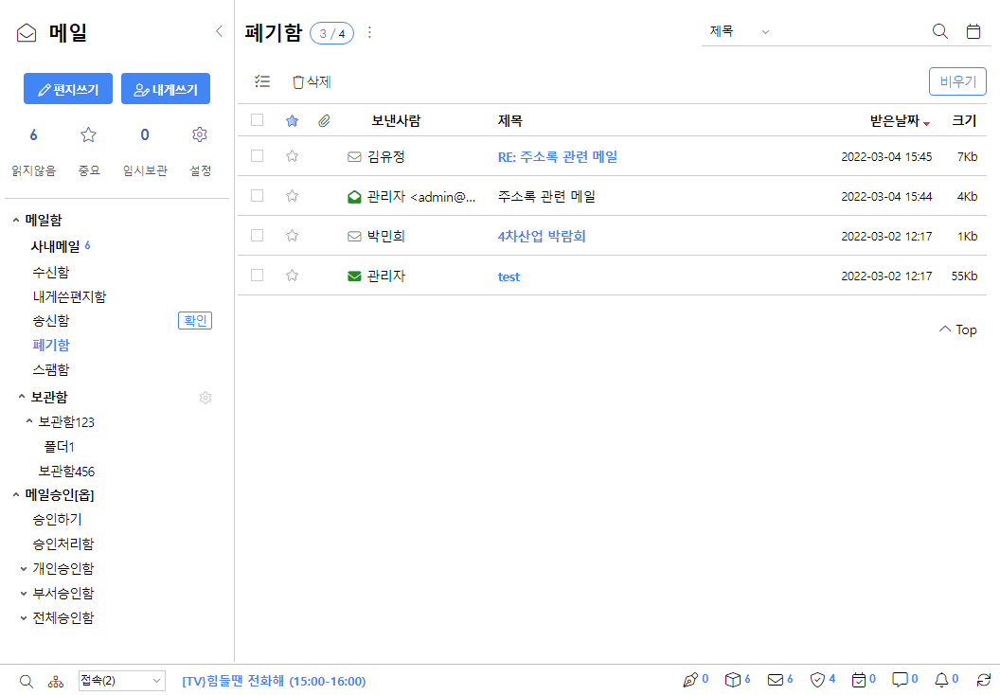 메일
편지쓰기 내게쓰기
6 0
읽지않음 중요 임시보관 설정
메일함
사내메일 6
수신함
내게쓴편지함
송신함 확인
폐기함
스팸함
보관함
보관함123
폴더1
보관함456
메일승인[옵]
승인하기
승인처리함
개인승인함
부서승인함
전체승인함
폐기함 3 / 4 제목
삭제 비우기
보낸사람 제목 받은날짜 크기
김유정 RE: 주소록 관련 메일 2022-03-04 15:45 7Kb
관리자 <admin@... 주소록 관련 메일 2022-03-04 15:44 4Kb
박민희 4차산업 박람회 2022-03-02 12:17 1Kb
관리자 test 2022-03-02 12:17 55Kb
Top
접속(2) [TV}힘들땐 전화해 (15:00-16:00) 0 6 6 4 0 0 0